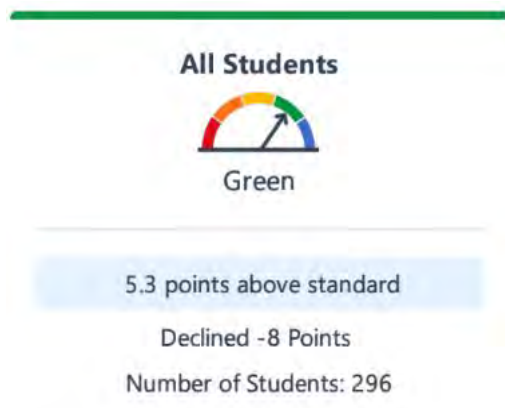 All Students
Green
5.3 points above standard
Declined -8 Points
Number of Students: 296